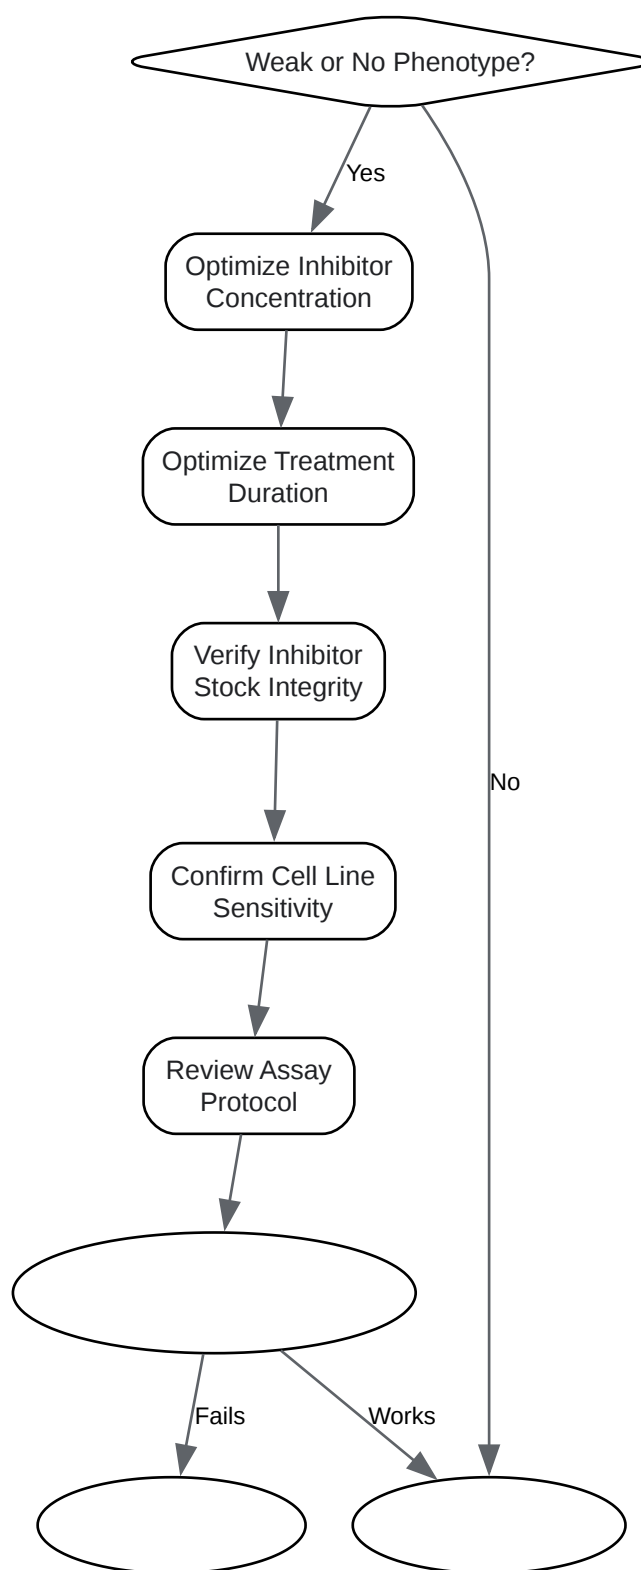 Weak or No Phenotype?
Yes
Optimize Inhibitor
Concentration
Optimize Treatment
Duration
Verify Inhibitor
Stock Integrity
No
Confirm Cell Line
Sensitivity
Review Assay
Protocol
Fails
Works